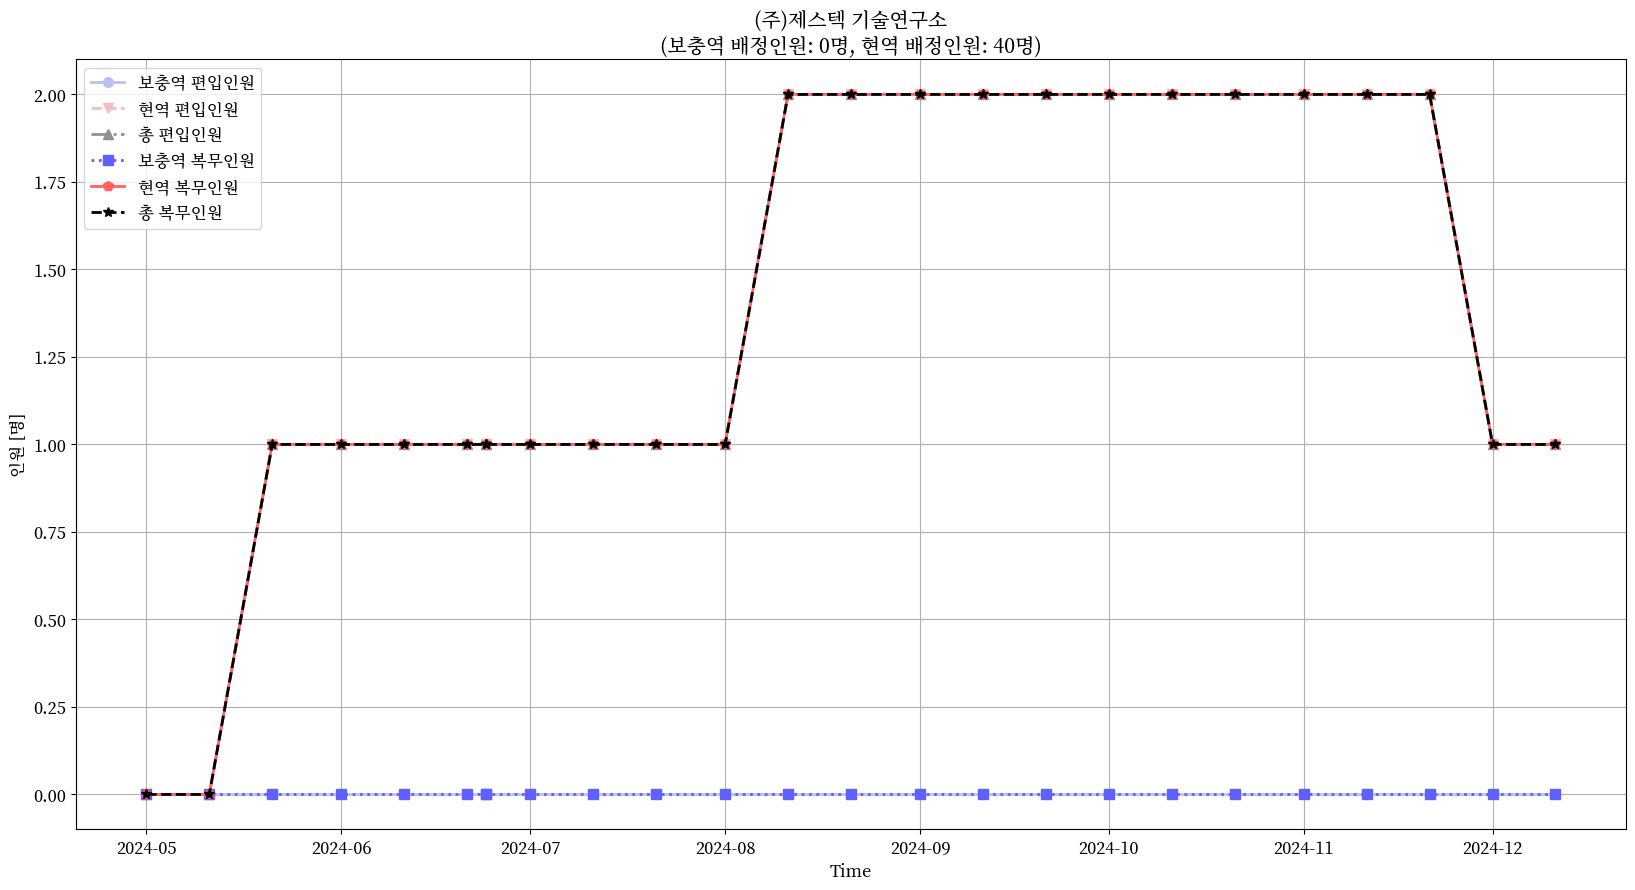 (주)제스텍 기술연구소
(보충역 배정인원: 0명, 현역 배정인원: 40명)
보충역 편입인원
현역 편입인원
총 편입인원
보충역 복무인원
현역 복무인원
총 복무인원
2.00
1.75
1.50
1.25
1.00
0.75
0.50
0.25
0.00
인원 [명]
2024-05 2024-06 2024-07 2024-08 2024-09 2024-10 2024-11 2024-12
Time